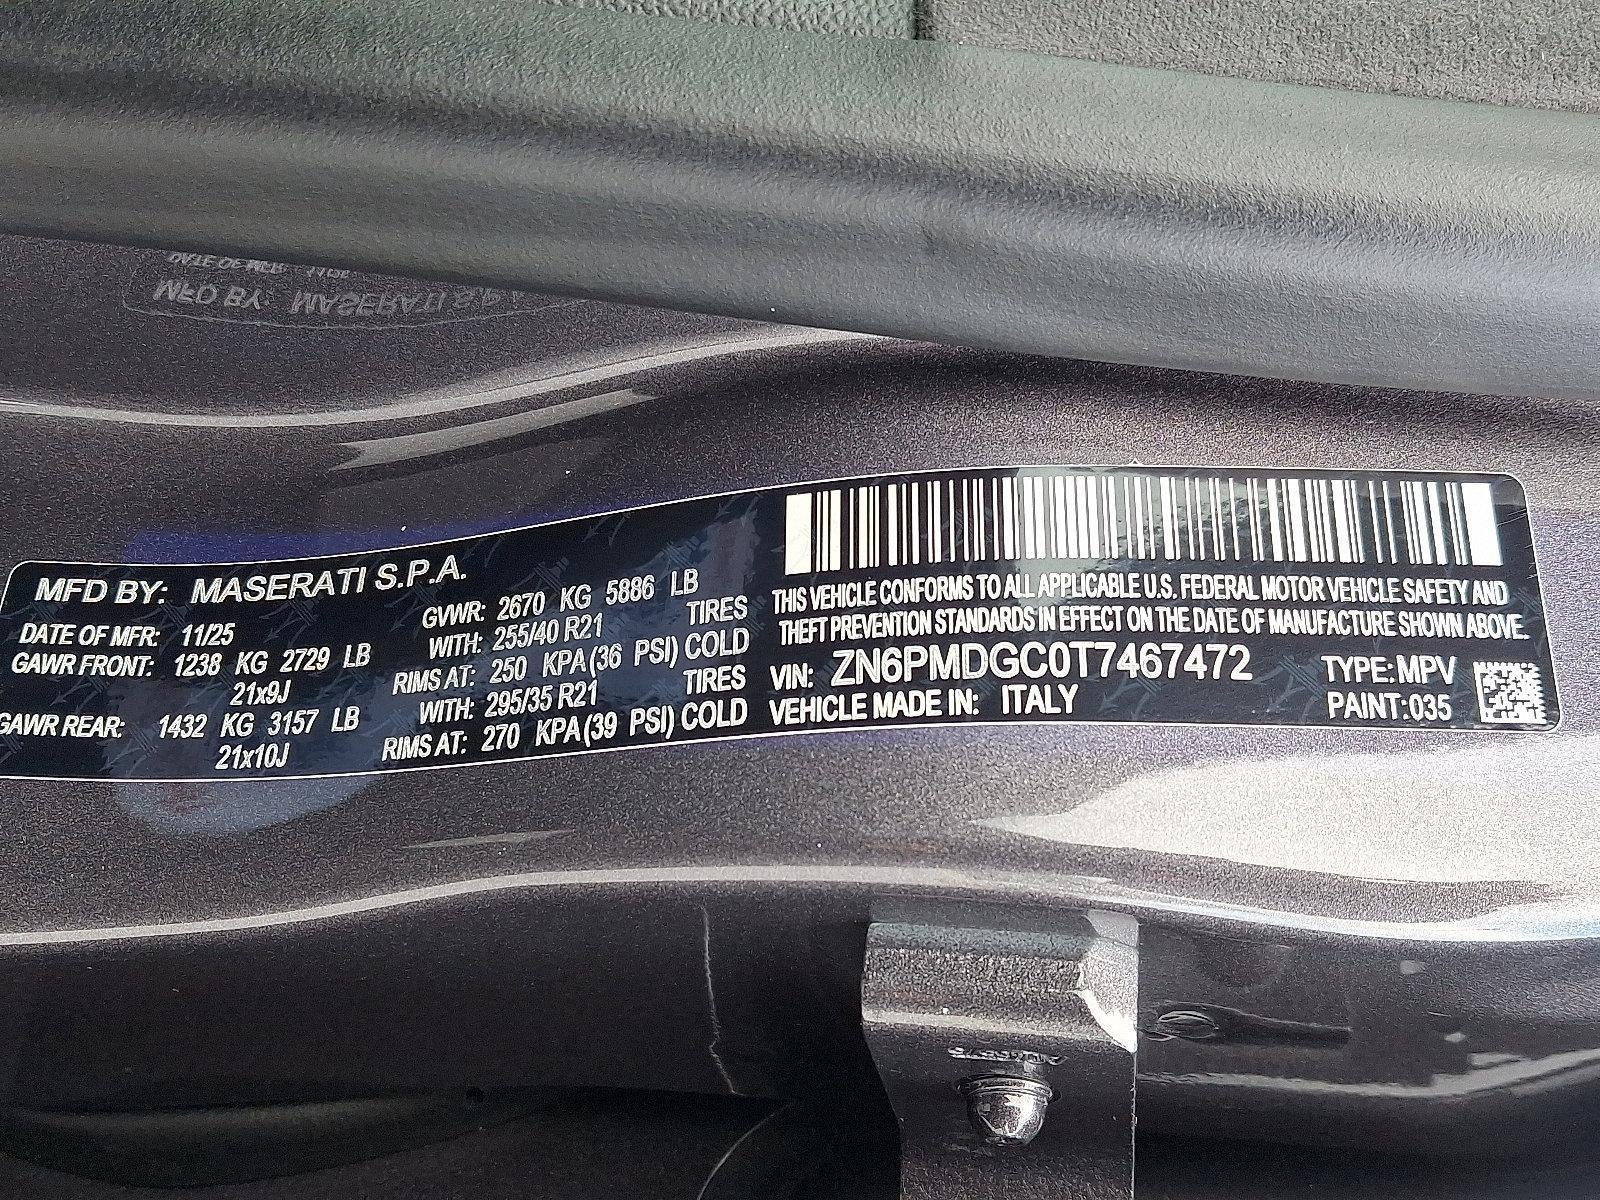 MFD BY: MASERATI S.P.A.
DATE OF MFR: 11/25
GAWR FRONT: 1238 KG 2729 LB
21x9J
GAWR REAR: 1432 KG 3157 LB
21x10J
GVWR: 2670 KG 5886 LB
WITH: 255/40 R21 TIRES
RIMS AT: 250 KPA(36 PSI) COLD
WITH: 295/35 R21 TIRES
RIMS AT: 270 KPA(39 PSI) COLD
THIS VEHICLE CONFORMS TO ALL APPLICABLE U.S. FEDERAL MOTOR VEHICLE SAFETY AND
THEFT PREVENTION STANDARDS IN EFFECT ON THE DATE OF MANUFACTURE SHOWN ABOVE.
VIN: ZN6PMDGC0T7467472
VEHICLE MADE IN: ITALY
TYPE: MPV
PAINT:035